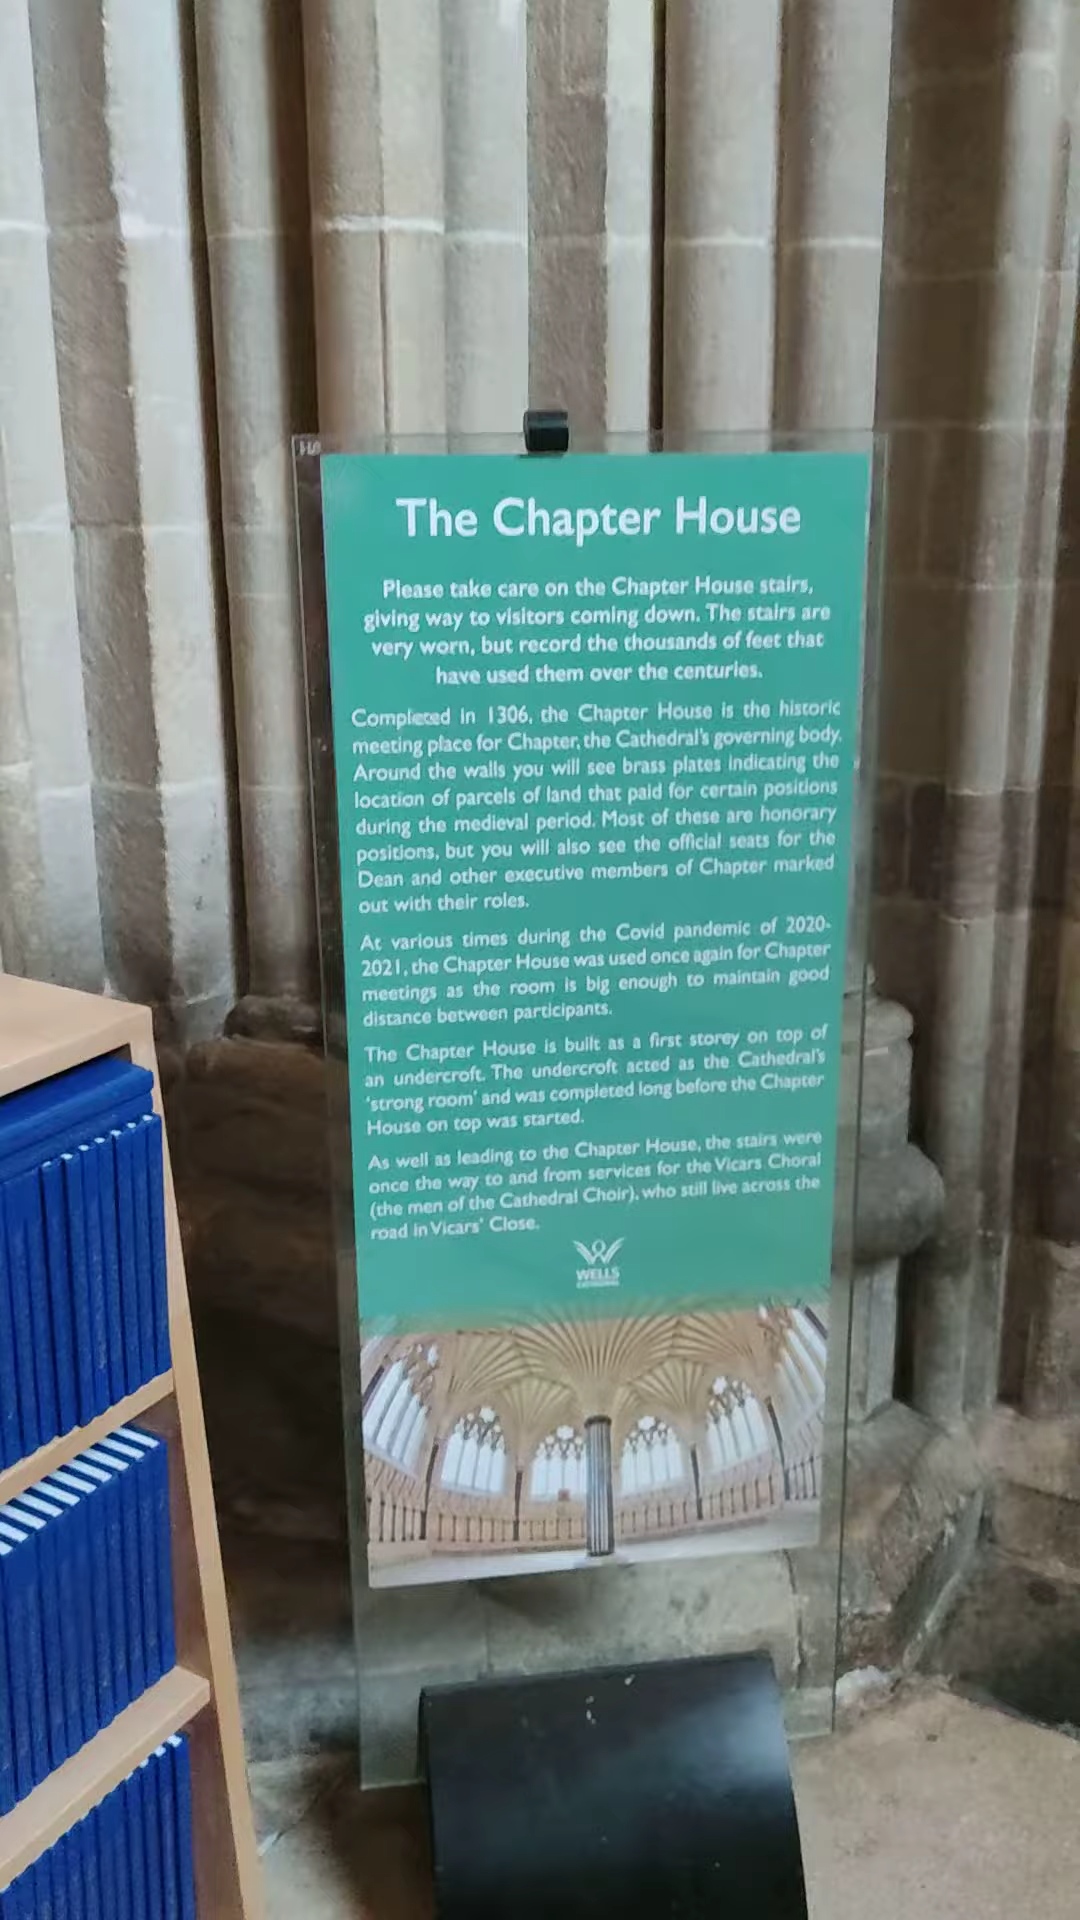 The Chapter House
Please take care on the Chapter House stairs,
giving way to visitors coming down. The stairs are
very worn, but record the thousands of feet that
have used them over the centuries.
Completed in 1306, the Chapter House is the historic
meeting place for Chapter, the Cathedral's governing body.
Around the walls you will see brass plates indicating the
location of parcels of land that paid for certain positions
during the medieval period. Most of these are honorary
positions, but you will also see the official seats for the
Dean and other executive members of Chapter marked
out with their roles.
At various times during the Covid pandemic of 2020-
2021, the Chapter House was used once again for Chapter
meetings as the room is big enough to maintain good
distance between participants.
The Chapter House is built as a first storey on top of
an undercroft. The undercroft acted as the Cathedral's
'strong room' and was completed long before the Chapter
House on top was started.
As well as leading to the Chapter House, the stairs were
once the way to and from services for the Vicars Choral
(the men of the Cathedral Choir), who still live across the
road in Vicars' Close.
WELLS
CATHEDRAL